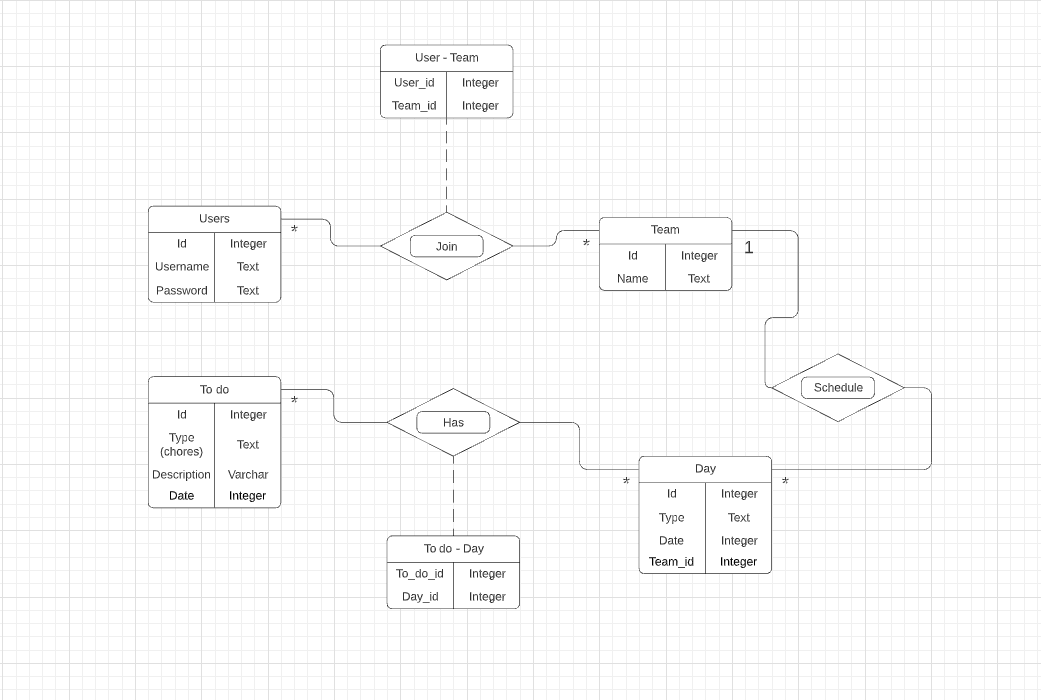 User - Team
User_id Integer
Team_id Integer
Users
*
Id Integer
Username Text
Password Text
Join
*
Team
1
Id Integer
Name Text
Schedule
To do
*
Id Integer
Type
(chores)
Text
Description Varchar
Date Integer
Has
*
Day
*
Id Integer
Type Text
Date Integer
Team_id Integer
To do - Day
To_do_id Integer
Day_id Integer